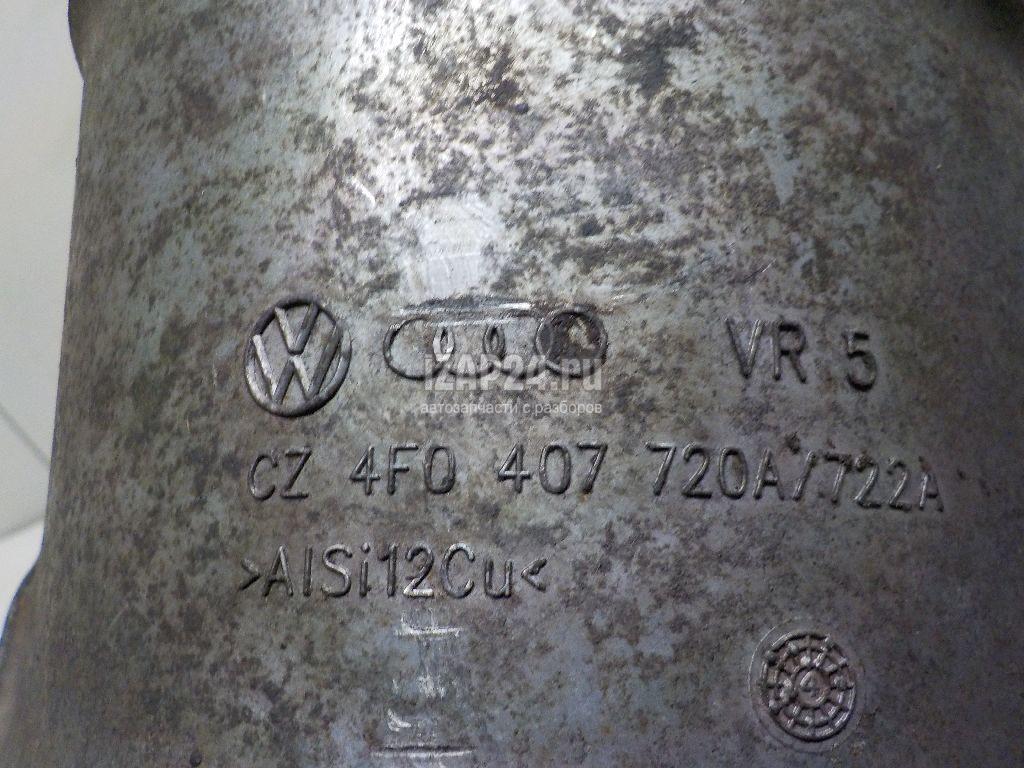 VW VR 5
IZAP24.ru
автозапчасти с разборов
CZ 4F0 407 720A/722A
>AlSi12Cu<